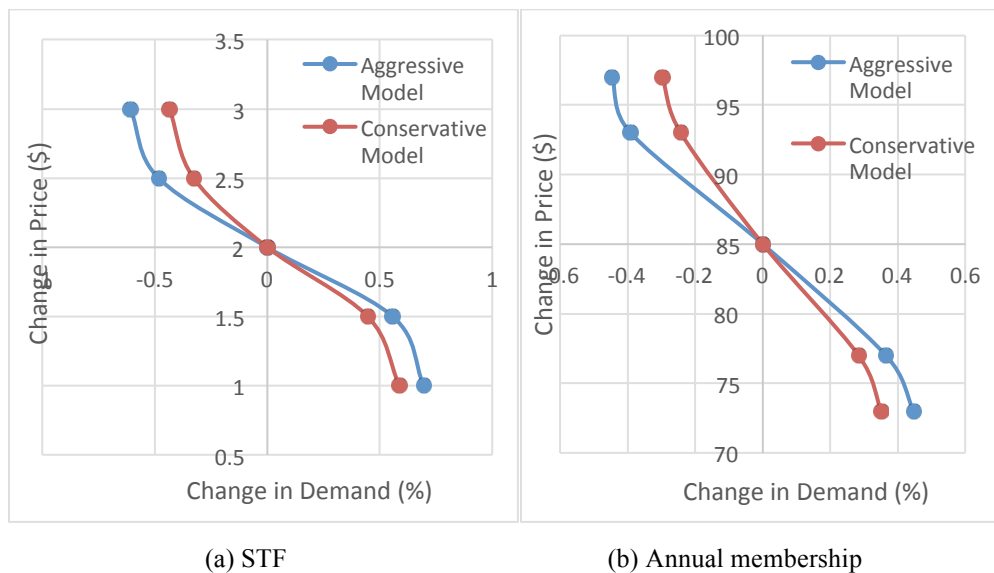 3.5
3
2.5
2
1.5
1
0.5
-0.5
0
0.5
1
Change in Price ($)
Change in Demand (%)
Aggressive
Model
Conservative
Model
(a) STF
100
95
90
85
80
75
70
0.6
-0.4
-0.2
0
0.2
0.4
0.6
Change in Price ($)
Change in Demand (%)
Aggressive
Model
Conservative
Model
(b) Annual membership